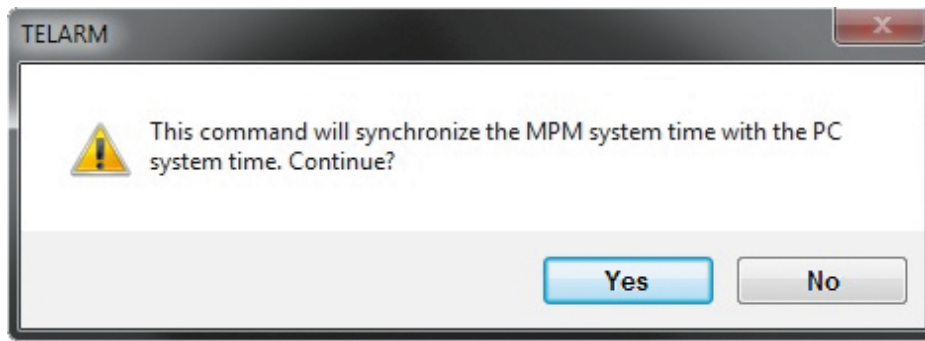 TELARM
This command will synchronize the MPM system time with the PC
system time. Continue?
Yes
No